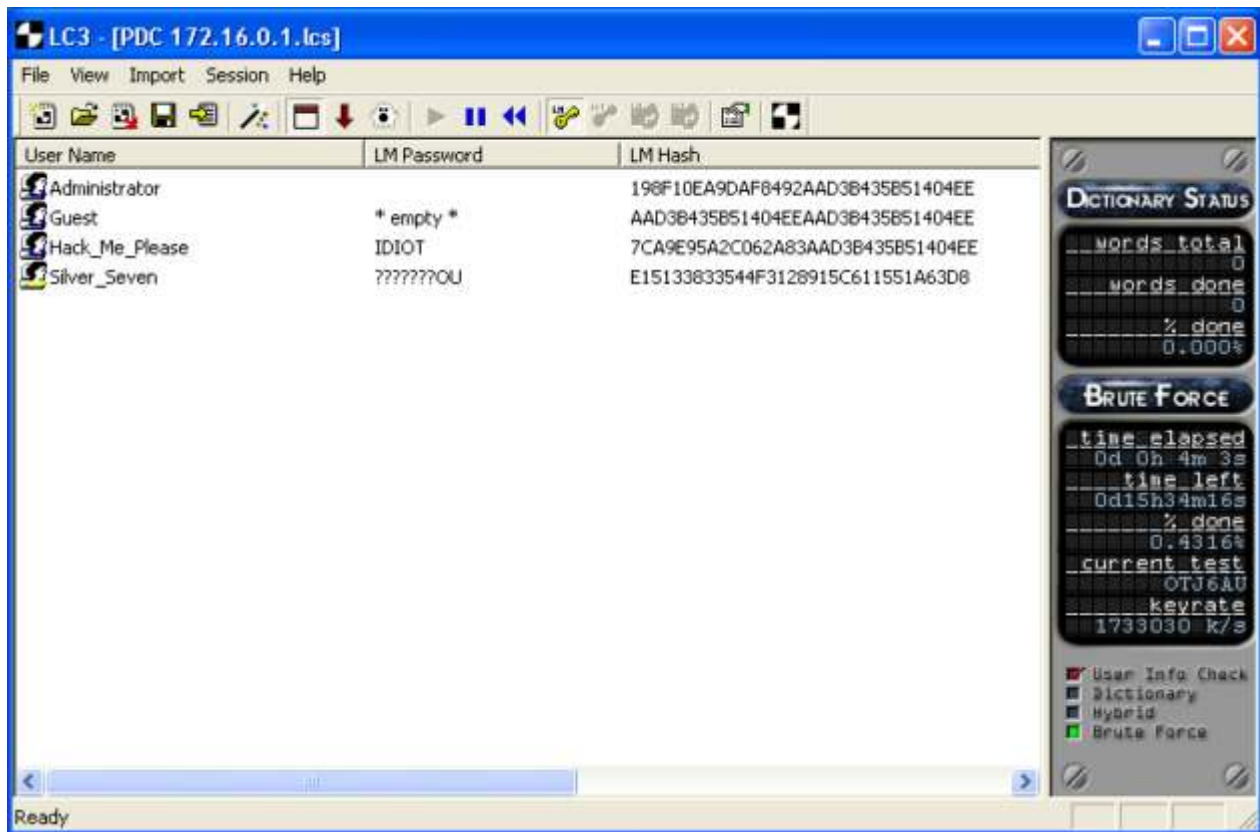 LC3 - [PDC 172.16.0.1.lcs]
File View Import Session Help
User Name LM Password LM Hash
Administrator 198F10EA9DAF8492AAD3B435B51404EE
Guest * empty * AAD3B435B51404EEAAD3B435B51404EE
Hack_Me_Please IDIOT 7CA9E95A2C062A83AAD3B435B51404EE
Silver_Seven ???????OU E15133833544F3128915C611551A63D8
DICTIONARY STATUS
words total
0
words done
0
% done
0.000%
BRUTE FORCE
time elapsed
0d 0h 4m 3s
time left
0d15h34m16s
% done
0.4316%
current test
OTJ6AU
keyrate
1733030 k/s
User Info Check
Dictionary
Hybrid
Brute Force
Ready